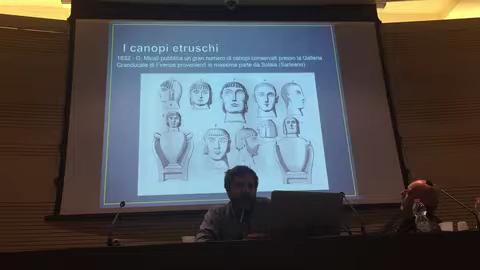 I canopi etruschi
1832 - G. Micali pubblica un gran numero di canopi conservati presso la Galleria
Granducale di Firenze provenienti in massima parte da Solaia (Sarteano)